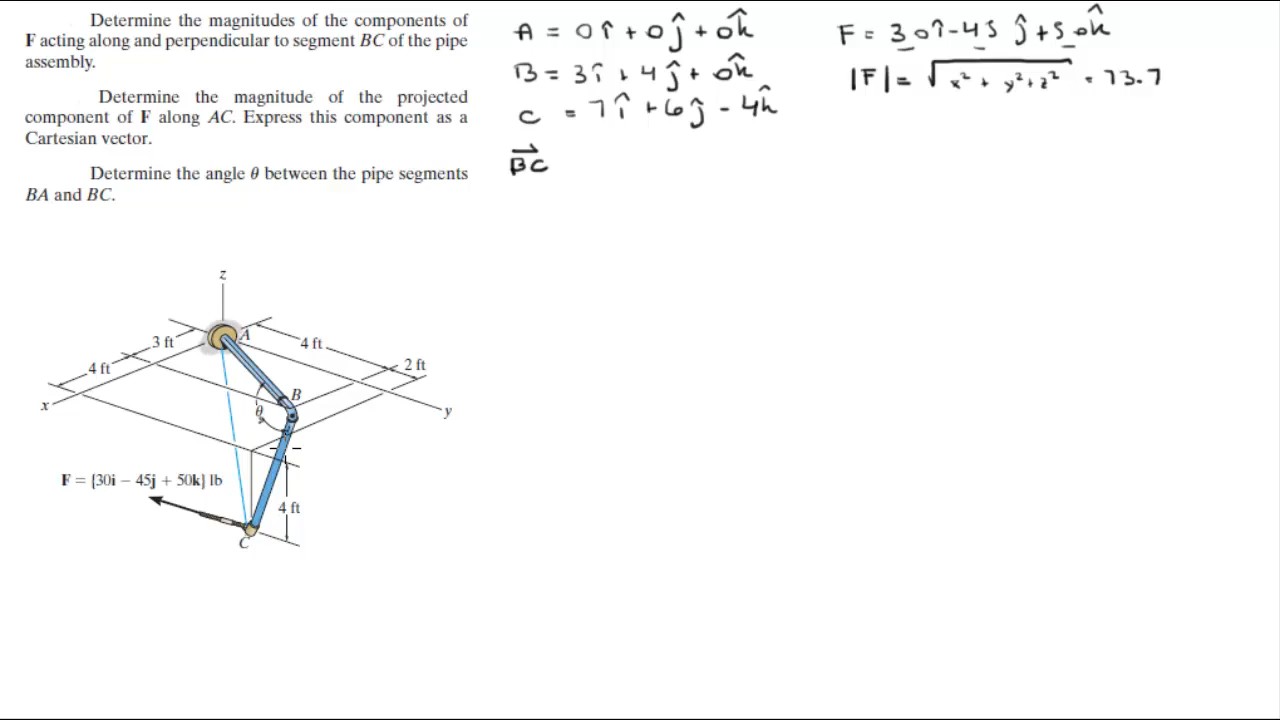 Determine the magnitudes of the components of
F acting along and perpendicular to segment BC of the pipe
assembly.
Determine the magnitude of the projected
component of F along AC. Express this component as a
Cartesian vector.
Determine the angle θ between the pipe segments
BA and BC.
A = 0î + 0ĵ + 0k̂
B = 3î + 4ĵ + 0k̂
C = 7î + 6ĵ - 4k̂
BC
F = 30î - 45ĵ + 50k̂
|F| = √x² + y² + z² = 73.7
z
A
3 ft
4 ft
4 ft
2 ft
x
B
y
θ
F = {30i − 45j + 50k} lb
4 ft
C